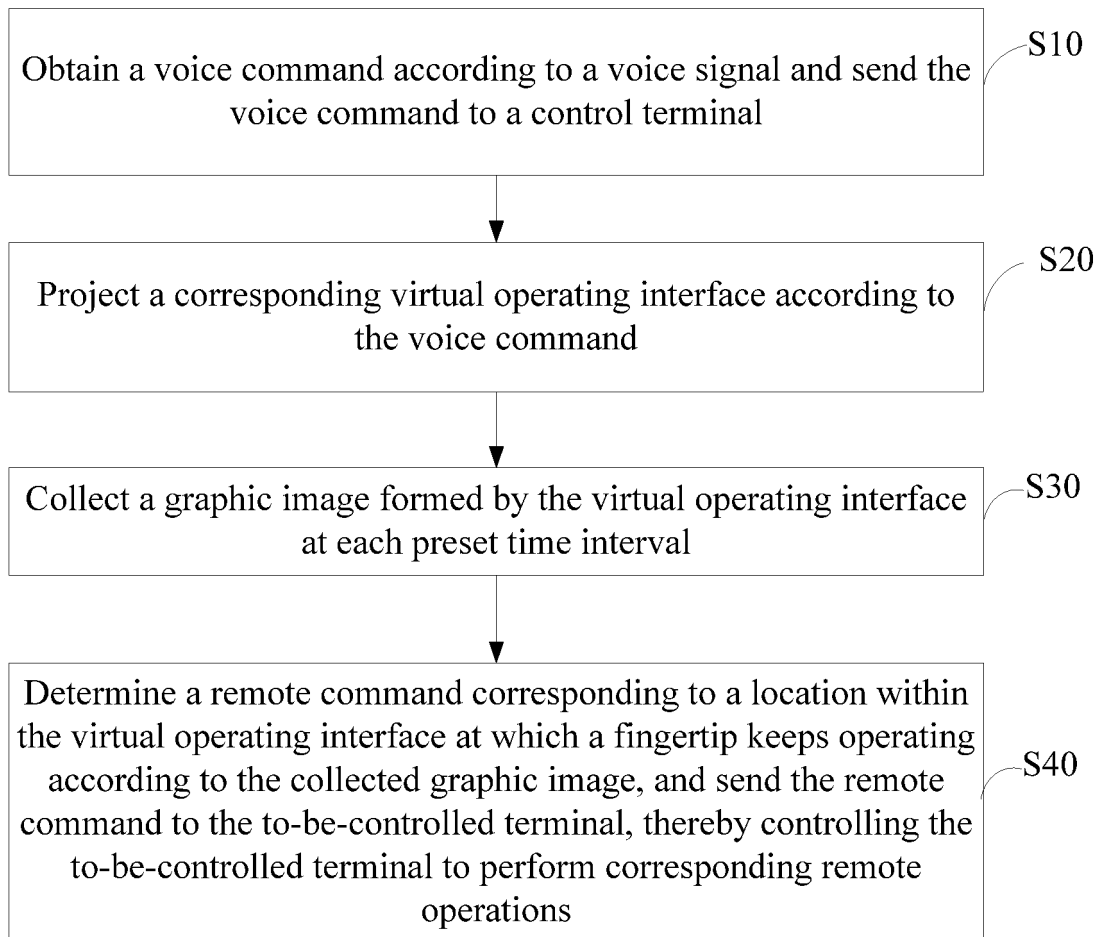 Obtain a voice command according to a voice signal and send the
voice command to a control terminal
S10
Project a corresponding virtual operating interface according to
the voice command
S20
Collect a graphic image formed by the virtual operating interface
at each preset time interval
S30
Determine a remote command corresponding to a location within
the virtual operating interface at which a fingertip keeps operating
according to the collected graphic image, and send the remote
command to the to-be-controlled terminal, thereby controlling the
to-be-controlled terminal to perform corresponding remote
operations
S40